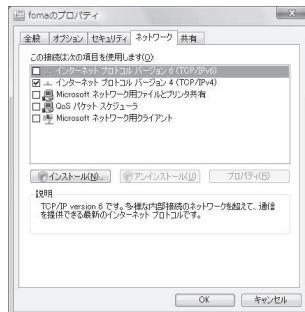 fomaのプロパティ
全般 オプション セキュリティ ネットワーク 共有
この接続は次の項目を使用します(O):
インターネット プロトコル バージョン 6 (TCP/IPv6)
インターネット プロトコル バージョン 4 (TCP/IPv4)
Microsoft ネットワーク用ファイルとプリンタ共有
QoS パケット スケジューラ
Microsoft ネットワーク用クライアント
インストール(N)... アンインストール(U) プロパティ(R)
説明
TCP/IP version 6 です。多様な内部接続のネットワークを超えて、通信
を提供できる最新のインターネット プロトコルです。
OK キャンセル